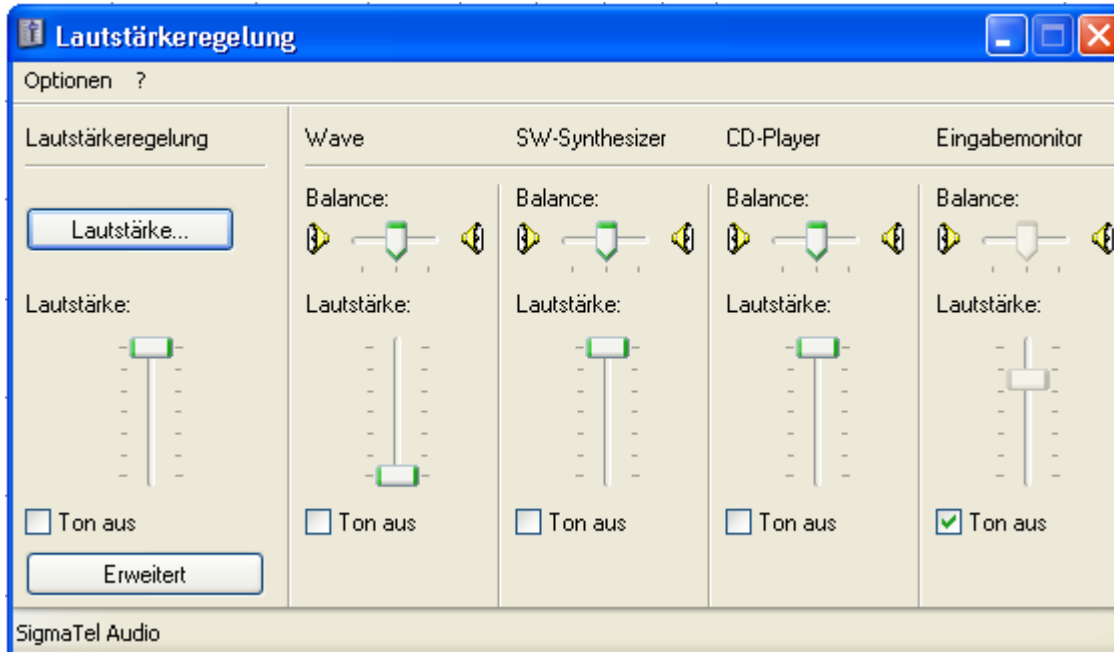 Lautstärkeregelung
Optionen ?
Lautstärkeregelung Wave SW-Synthesizer CD-Player Eingabemonitor
Balance: Balance: Balance: Balance:
Lautstärke...
Lautstärke: Lautstärke: Lautstärke: Lautstärke: Lautstärke:
Ton aus Ton aus Ton aus Ton aus Ton aus
Erweitert
SigmaTel Audio